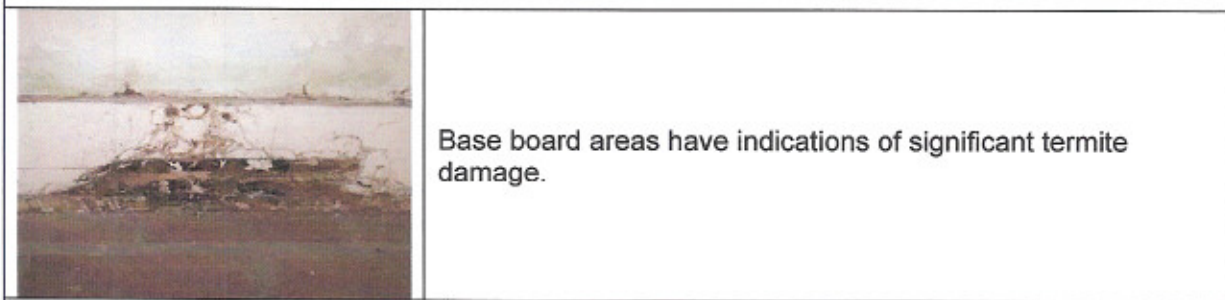 Base board areas have indications of significant termite
damage.